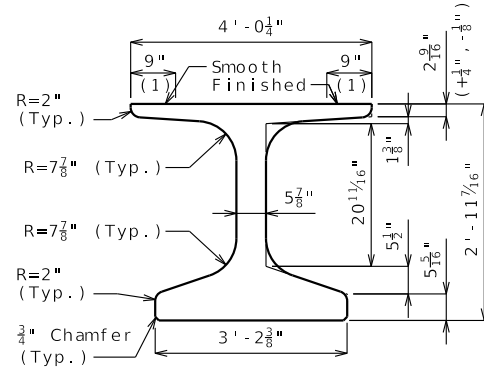 4'-0¼"
9"
9"
(1)
Smooth
Finished
(1)
2 9/16"
(+¼", -⅛")
R=2"
(Typ.)
1⅜"
R=7⅞" (Typ.)
5⅞"
20 11/16"
2'-11 7/16"
R=7⅞" (Typ.)
5½"
5 5/16"
R=2"
(Typ.)
¾" Chamfer
(Typ.)
3'-2⅜"